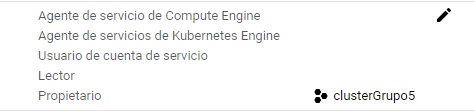 Agente de servicio de Compute Engine
Agente de servicios de Kubernetes Engine
Usuario de cuenta de servicio
Lector
Propietario clusterGrupo5